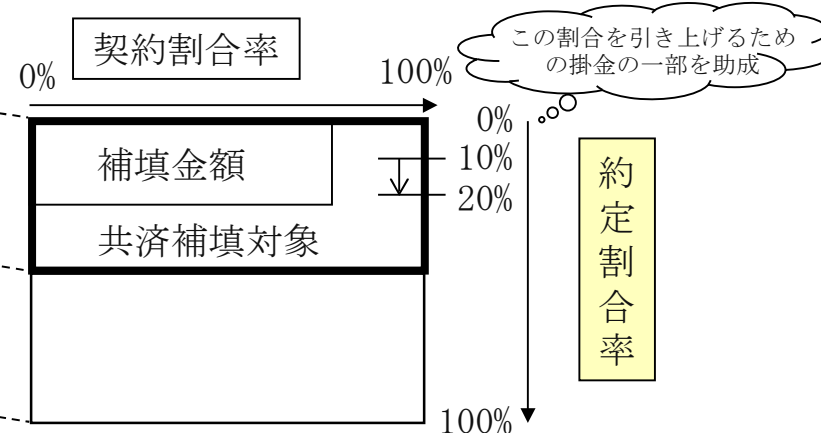 契約割合率
0%
100%
この割合を引き上げるため
の掛金の一部を助成
0%
10%
20%
補填金額
共済補填対象
約定割合率
100%